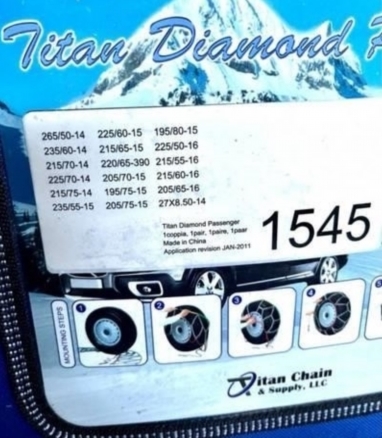 Titan Diamond P
265/50-14 225/60-15 195/80-15
235/60-14 215/65-15 225/50-16
215/70-14 220/65-390 215/55-16
225/70-14 205/70-15 215/60-16
215/75-14 195/75-15 205/65-16
235/55-15 205/75-15 27X8.50-14
Titan Diamond Passenger
1coppia, 1pair, 1paire, 1paar
Made in China
Application revision JAN-2011
1545
MOUNTING STEPS
1 2 3 4 5
Titan Chain
& Supply, LLC